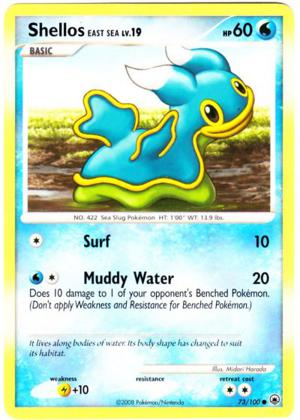 Shellos EAST SEA LV.19 HP 60
BASIC
NO. 422 Sea Slug Pokémon HT: 1'00" WT: 13.9 lbs.
Surf 10
Muddy Water 20
Does 10 damage to 1 of your opponent's Benched Pokémon.
(Don't apply Weakness and Resistance for Benched Pokémon.)
It lives along bodies of water. Its body shape has changed to suit
its habitat.
Illus. Midori Harada
weakness resistance retreat cost
+10
©2008 Pokémon/Nintendo 73/100